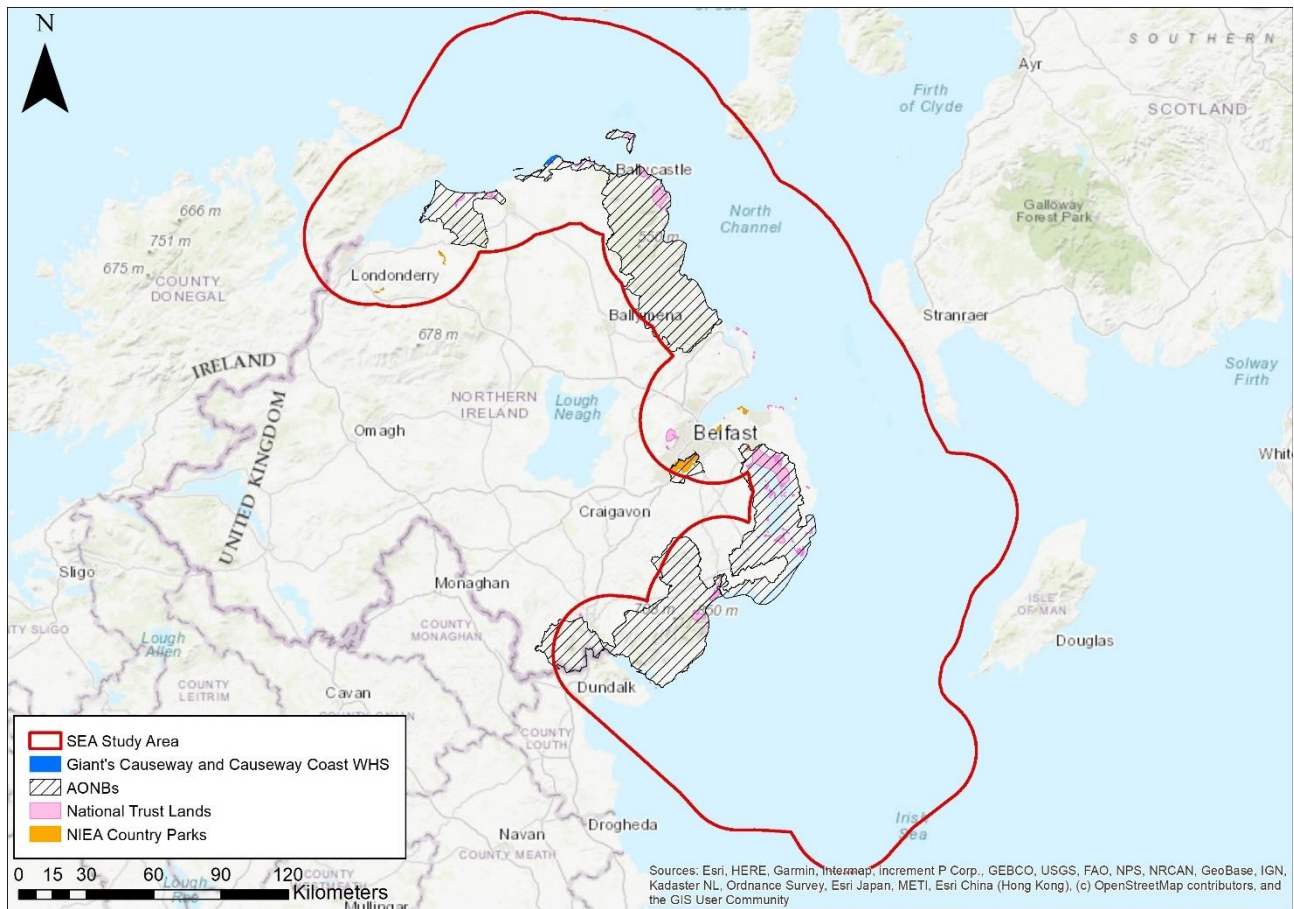 N
SOUTHERN
Ayr
Firth
of Clyde
SCOTLAND
Ballycastle
666 m
751 m
675 m
COUNTY
DONEGAL
North
Channel
Galloway
Forest Park
550 m
Londonderry
Ballymena
Stranraer
678 m
IRELAND
UNITED KINGDOM
Solway
Firth
NORTHERN
IRELAND
Lough
Neagh
Omagh
Belfast
Craigavon
Sligo
Monaghan
ISLE
OF MAN
Douglas
COUNTY
MONAGHAN
NTY SLIGO
Lough
Allen
COUNTY
LEITRIM
Cavan
Dundalk
COUNTY
LOUTH
SEA Study Area
Giant's Causeway and Causeway Coast WHS
AONBs
National Trust Lands
NIEA Country Parks
Irish
Sea
Drogheda
Navan
COUNTY MEATH
0 15 30 60 90 120
Kilometers
Mullingar
Sources: Esri, HERE, Garmin, Intermap, increment P Corp., GEBCO, USGS, FAO, NPS, NRCAN, GeoBase, IGN,
Kadaster NL, Ordnance Survey, Esri Japan, METI, Esri China (Hong Kong), (c) OpenStreetMap contributors, and
the GIS User Community